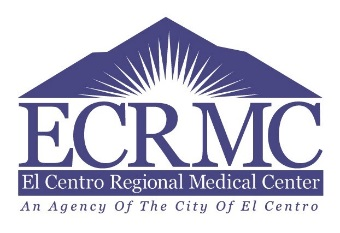 ECRMC
El Centro Regional Medical Center
An Agency Of The City Of El Centro